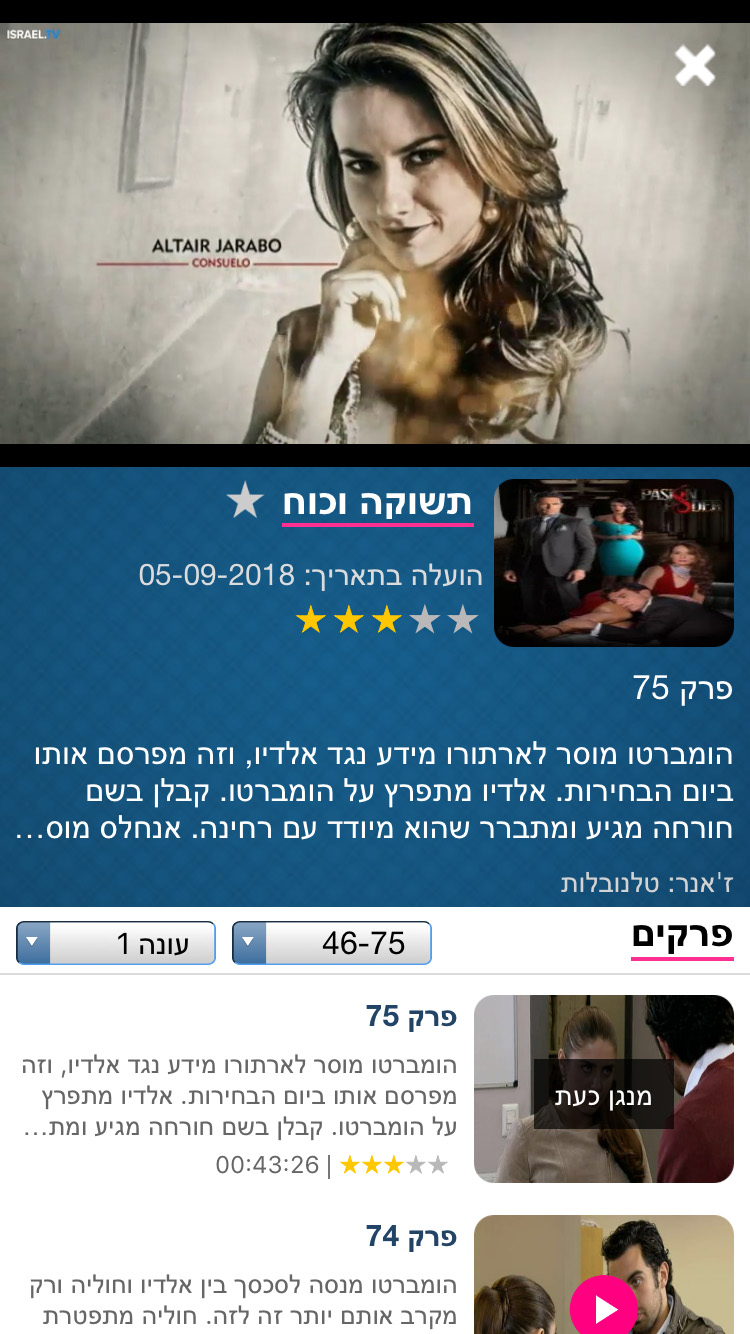 ISRAEL.TV
ALTAIR JARABO
CONSUELO
תשוקה וכוח
הועלה בתאריך: 05-09-2018
פרק 75
הומברטו מוסר לארתורו מידע נגד אלדיו, וזה מפרסם אותו
ביום הבחירות. אלדיו מתפרץ על הומברטו. קבלן בשם
חורחה מגיע ומתברר שהוא מיודד עם רחינה. אנחלס מוס...
ז'אנר: טלנובלות
פרקים
46-75
עונה 1
פרק 75
הומברטו מוסר לארתורו מידע נגד אלדיו, וזה
מפרסם אותו ביום הבחירות. אלדיו מתפרץ
על הומברטו. קבלן בשם חורחה מגיע ומת...
00:43:26 |
מנגן כעת
פרק 74
הומברטו מנסה לסכסך בין אלדיו וחוליה ורק
מקרב אותם יותר זה לזה. חוליה מתפטרת